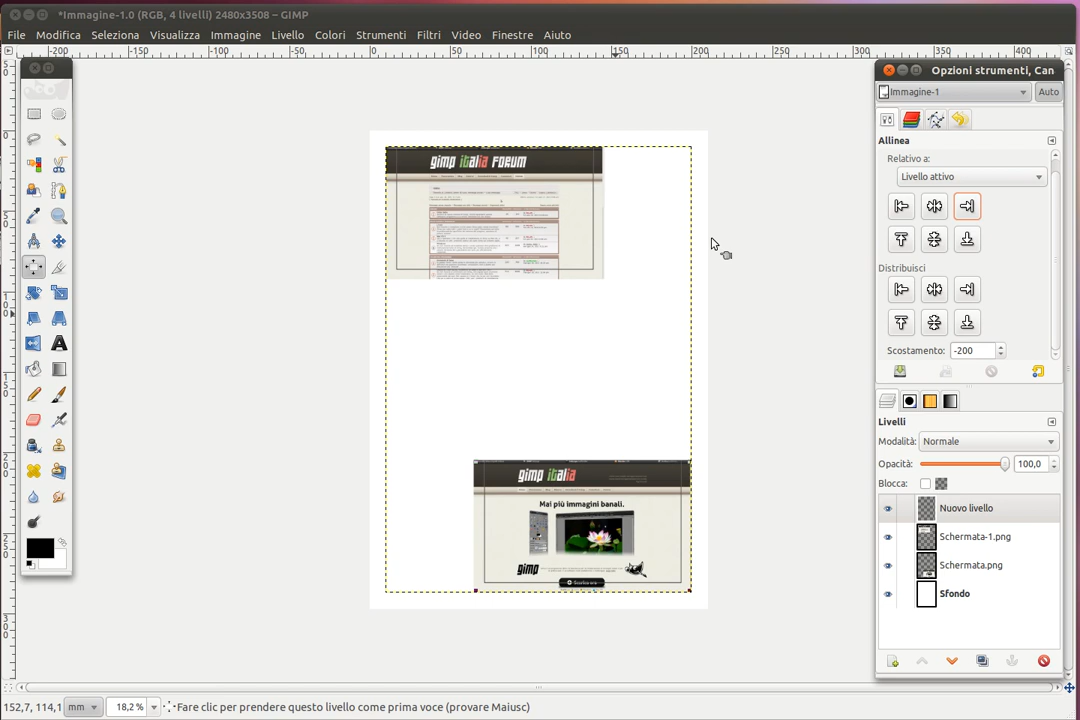 *Immagine-1.0 (RGB, 4 livelli) 2480x3508 – GIMP
File Modifica Seleziona Visualizza Immagine Livello Colori Strumenti Filtri Video Finestre Aiuto
-200 -150 -100 -50 0 50 100 150 200 250 300 350 400
Opzioni strumenti, Can
Immagine-1 Auto
Allinea
Relativo a:
Livello attivo
Distribuisci
Scostamento: -200
gimp italia FORUM
gimp italia
Mai più immagini banali.
gimp
Livelli
Modalità: Normale
Opacità: 100,0
Blocca:
Nuovo livello
Schermata-1.png
Schermata.png
Sfondo
152,7, 114,1 mm 18,2% Fare clic per prendere questo livello come prima voce (provare Maiusc)